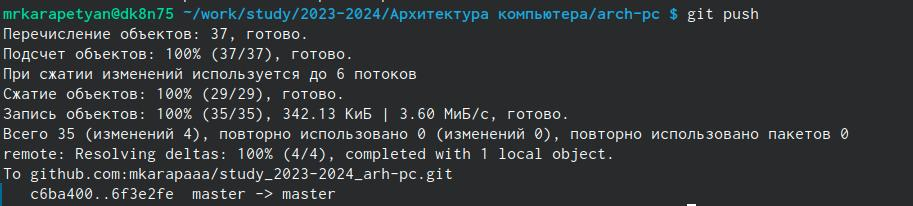 mrkarapetyan@dk8n75 ~/work/study/2023-2024/Архитектура компьютера/arch-pc $ git push
Перечисление объектов: 37, готово.
Подсчет объектов: 100% (37/37), готово.
При сжатии изменений используется до 6 потоков
Сжатие объектов: 100% (29/29), готово.
Запись объектов: 100% (35/35), 342.13 КиБ | 3.60 МиБ/с, готово.
Всего 35 (изменений 4), повторно использовано 0 (изменений 0), повторно использовано пакетов 0
remote: Resolving deltas: 100% (4/4), completed with 1 local object.
To github.com:mkarapaaa/study_2023-2024_arh-pc.git
   c6ba400..6f3e2fe  master -> master